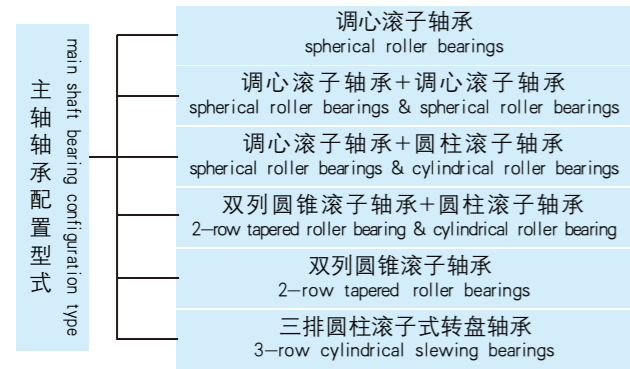 主轴轴承配置型式
main shaft bearing configuration type
调心滚子轴承
spherical roller bearings
调心滚子轴承+调心滚子轴承
spherical roller bearings & spherical roller bearings
调心滚子轴承+圆柱滚子轴承
spherical roller bearings & cylindrical roller bearings
双列圆锥滚子轴承+圆柱滚子轴承
2-row tapered roller bearing & cylindrical roller bearing
双列圆锥滚子轴承
2-row tapered roller bearings
三排圆柱滚子式转盘轴承
3-row cylindrical slewing bearings